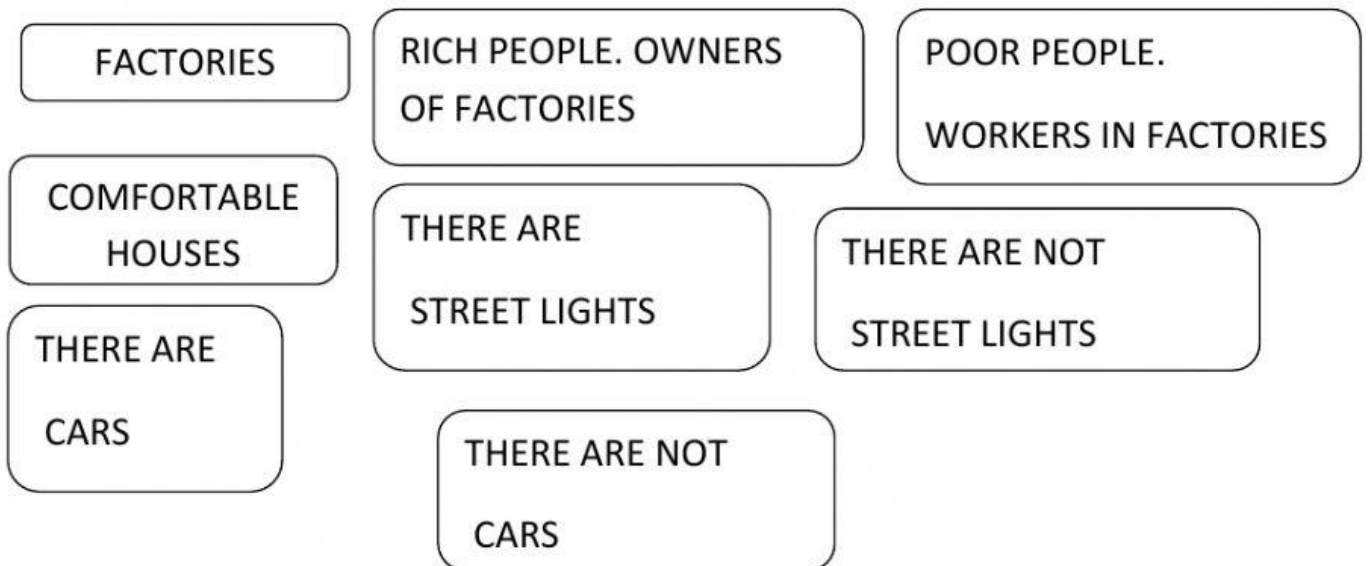 FACTORIES
RICH PEOPLE. OWNERS
OF FACTORIES
POOR PEOPLE.
WORKERS IN FACTORIES
COMFORTABLE
HOUSES
THERE ARE
STREET LIGHTS
THERE ARE NOT
STREET LIGHTS
THERE ARE
CARS
THERE ARE NOT
CARS